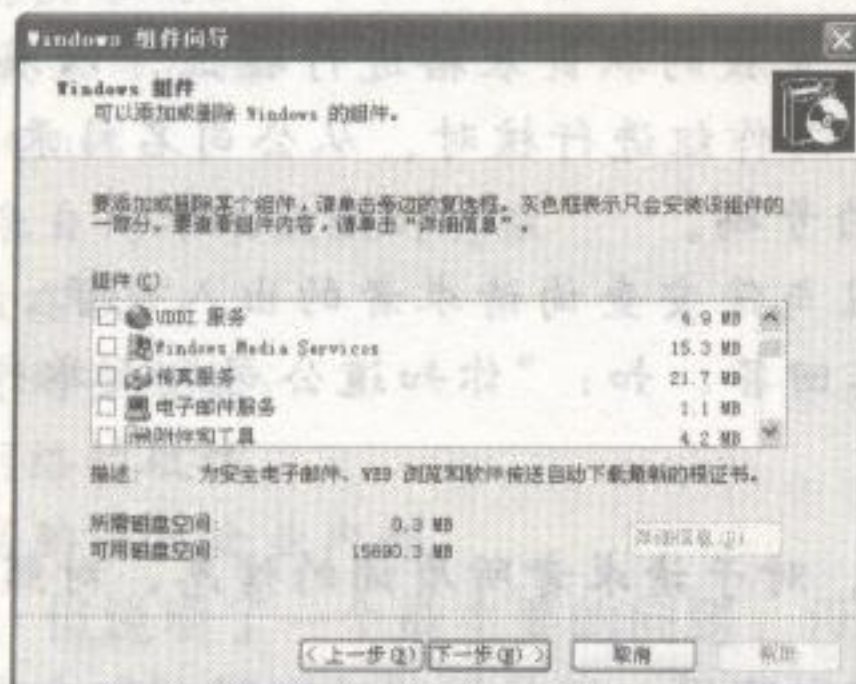 Windows 组件向导
Windows 组件
可以添加或删除 Windows 的组件。
要添加或删除某个组件，请单击旁边的复选框。灰色框表示只会安装该组件的
一部分。要查看组件内容，请单击“详细信息”。
组件(C)
UDDI 服务 4.9 MB
Windows Media Services 15.3 MB
传真服务 21.7 MB
电子邮件服务 1.1 MB
附件和工具 4.2 MB
描述: 为安全电子邮件、WEB 浏览和软件传送自动下载最新的根证书。
所需磁盘空间: 0.3 MB
可用磁盘空间: 15690.3 MB
详细信息(D)
< 上一步(B) 下一步(N) > 取消 帮助